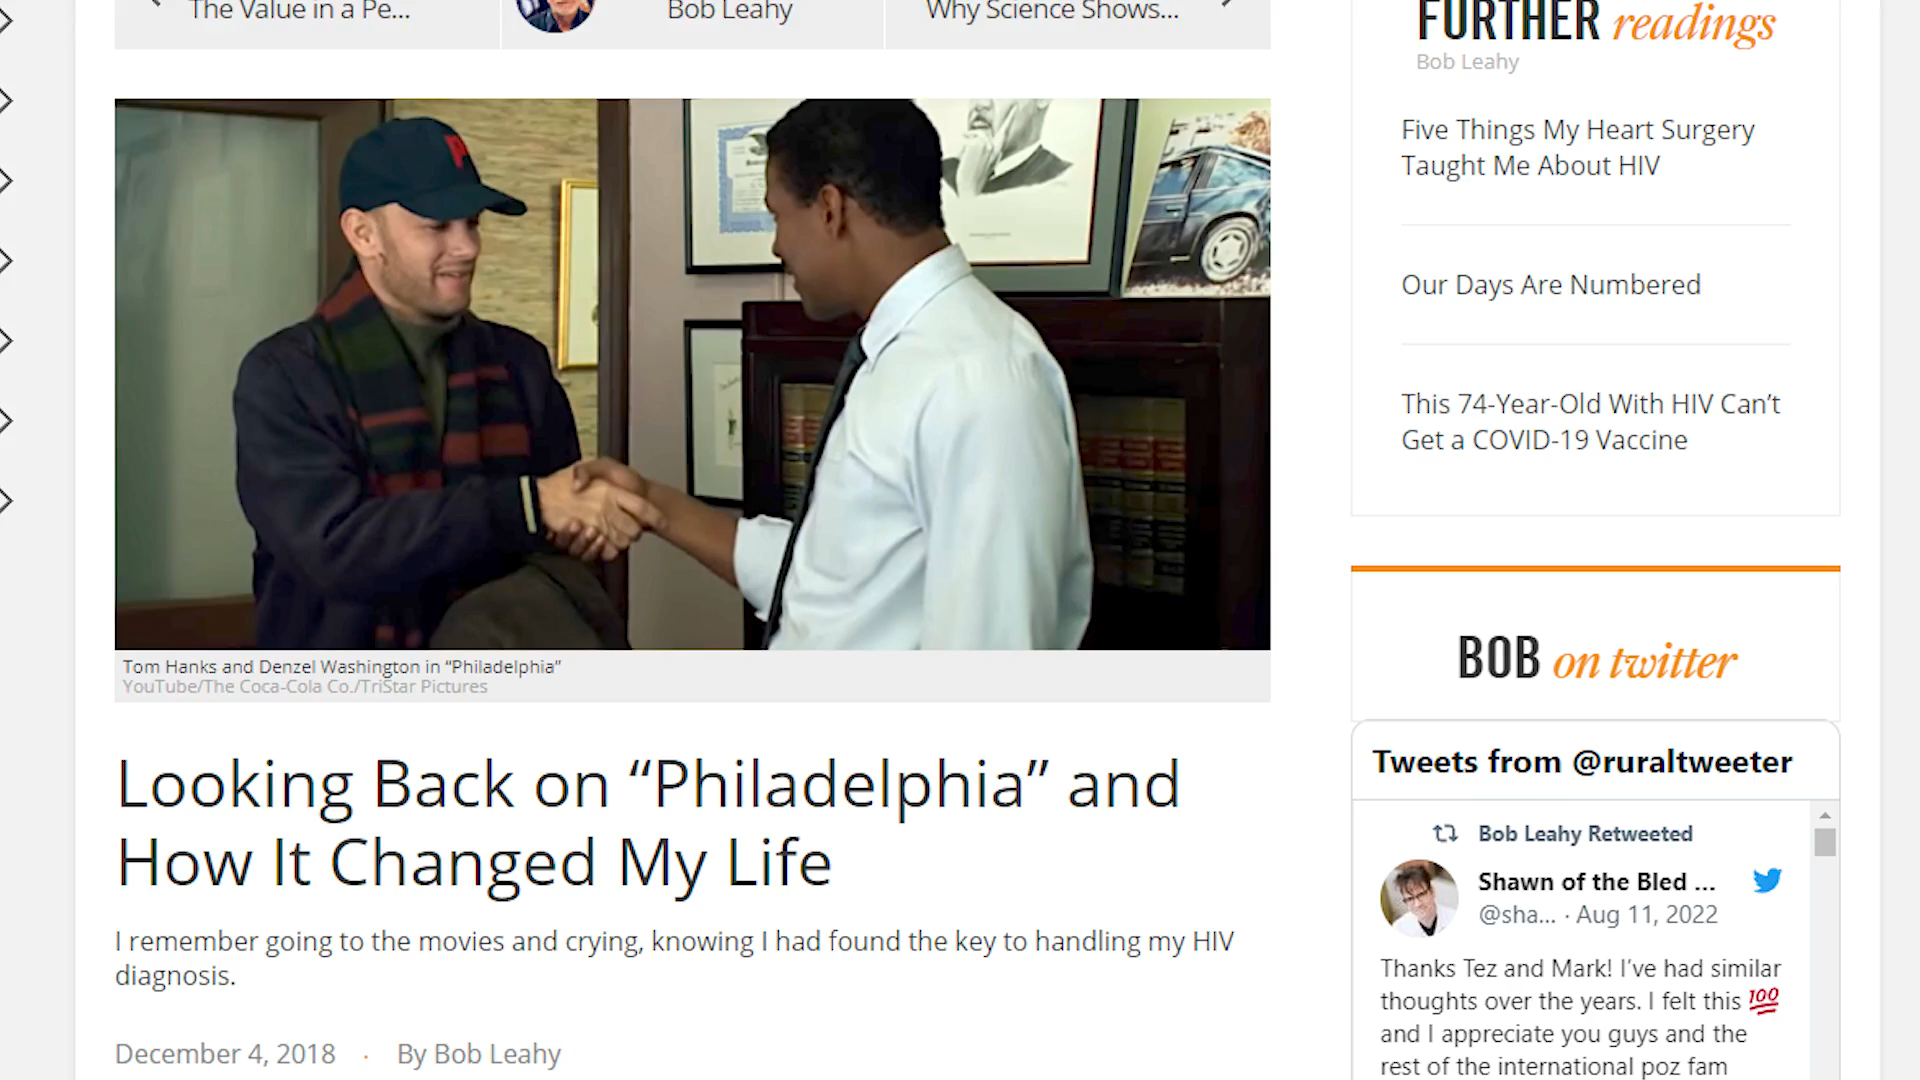 The Value in a Pe...
Bob Leahy
Why Science Shows...
P
Tom Hanks and Denzel Washington in “Philadelphia”
YouTube/The Coca-Cola Co./TriStar Pictures
Looking Back on “Philadelphia” and
How It Changed My Life
I remember going to the movies and crying, knowing I had found the key to handling my HIV
diagnosis.
December 4, 2018 · By Bob Leahy
FURTHER readings
Bob Leahy
Five Things My Heart Surgery
Taught Me About HIV
Our Days Are Numbered
This 74-Year-Old With HIV Can’t
Get a COVID-19 Vaccine
BOB on twitter
Tweets from @ruraltweeter
Bob Leahy Retweeted
Shawn of the Bled ...
@sha... · Aug 11, 2022
Thanks Tez and Mark! I’ve had similar
thoughts over the years. I felt this 💯
and I appreciate you guys and the
rest of the international poz fam